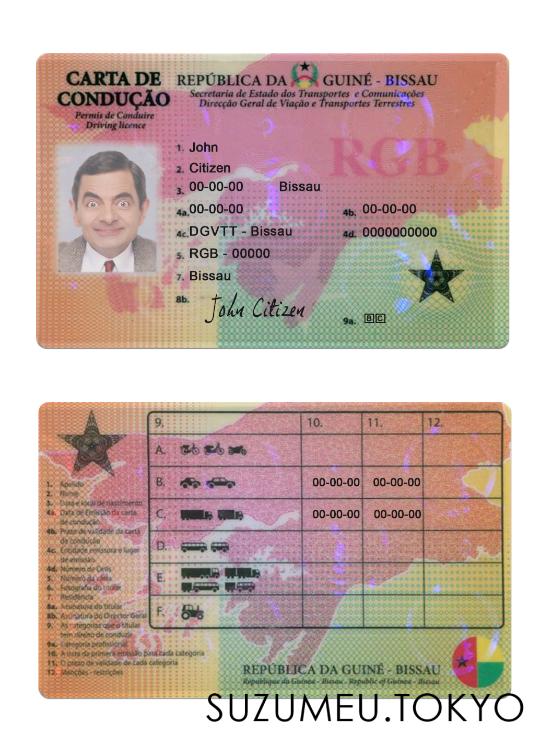 CARTA DE
CONDUÇÃO
Permis de Conduire
Driving licence
REPÚBLICA DA GUINÉ - BISSAU
Secretaria de Estado dos Transportes e Comunicações
Direcção Geral de Viação e Transportes Terrestres
RGB
1. John
2. Citizen
3. 00-00-00 Bissau
4a. 00-00-00 4b. 00-00-00
4c. DGVTT - Bissau 4d. 0000000000
5. RGB - 00000
7. Bissau
8b. John Citizen
9a. B C
9. 10. 11. 12.
A.
B. 00-00-00 00-00-00
C. 00-00-00 00-00-00
D.
E.
F.
1. Apelido
2. Nome
3. Data e local de nascimento
4a. Data de Emissão da carta
de condução
4b. Prazo de validade da carta
de condução
4c. Entidade emissora e lugar
de emissão
4d. Número de
5. Número da carta
6. Fotografia do titular
7. Residência
8a. Assinatura do titular
8b. Assinatura do Director Geral
9. As categorias que o titular
tem direito de conduzir
9a. Categoria profissional
10. A data da primeira emissão para cada categoria
11. O prazo de validade de cada categoria
12. Menções - restrições
REPÚBLICA DA GUINÉ - BISSAU
Republique da Guinea - Bissau - Republic of Guinea - Bissau
SUZUMEU.TOKYO